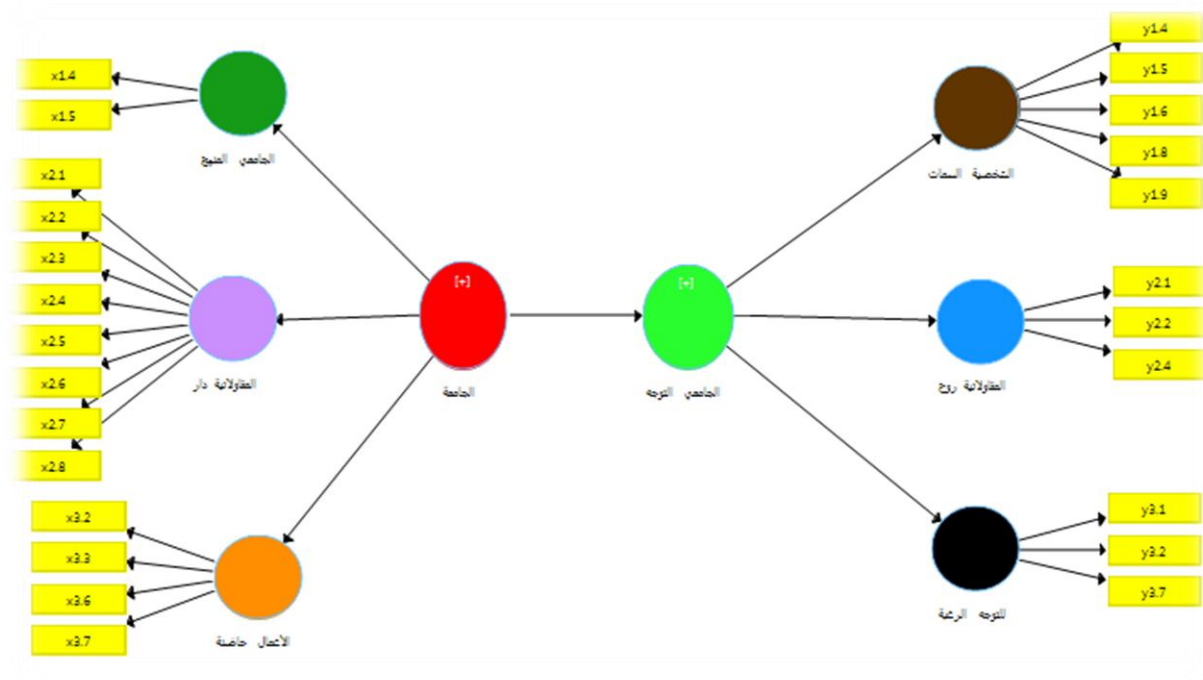 x1.4
x1.5
الجامعي المنهج
x2.1
x2.2
x2.3
x2.4
x2.5
x2.6
x2.7
x2.8
المقاولاتية دار
x3.2
x3.3
x3.6
x3.7
الأعمال حاضنة
[+]
الجامعة
[+]
الجامعي التوجه
y1.4
y1.5
y1.6
y1.8
y1.9
الشخصية السمات
y2.1
y2.2
y2.4
المقاولاتية روح
y3.1
y3.2
y3.7
للتوجه الرغبة